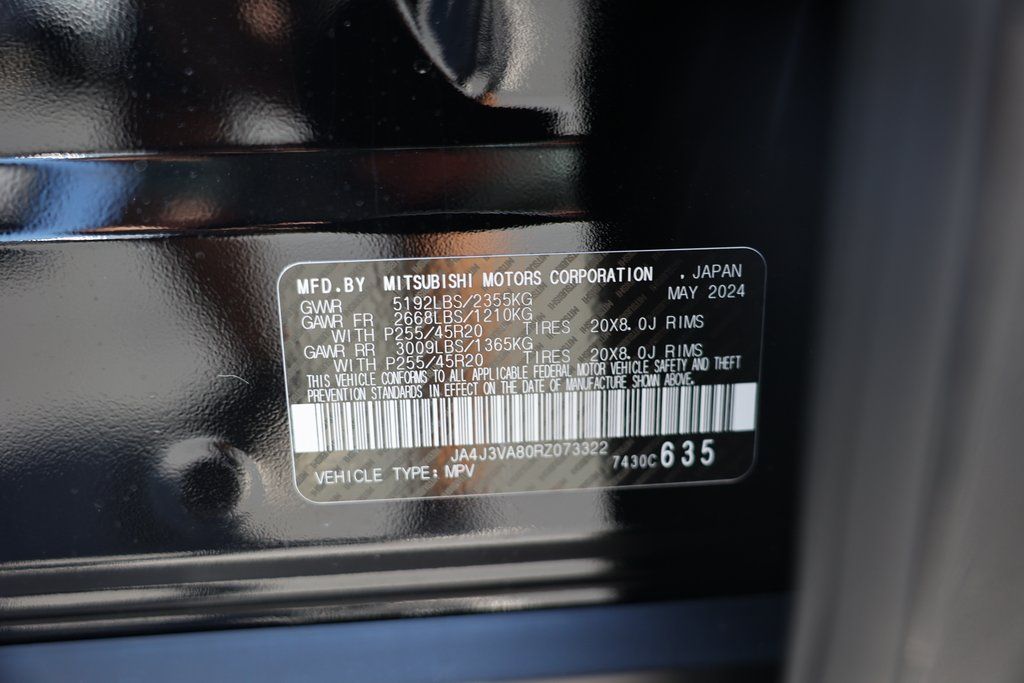 MFD.BY MITSUBISHI MOTORS CORPORATION . JAPAN
GVWR 5192LBS/2355KG MAY 2024
GAWR FR 2668LBS/1210KG
WITH P255/45R20 TIRES 20X8.0J RIMS
GAWR RR 3009LBS/1365KG
WITH P255/45R20 TIRES 20X8.0J RIMS
THIS VEHICLE CONFORMS TO ALL APPLICABLE FEDERAL MOTOR VEHICLE SAFETY AND THEFT
PREVENTION STANDARDS IN EFFECT ON THE DATE OF MANUFACTURE SHOWN ABOVE.
JA4J3VA80RZ073322
VEHICLE TYPE: MPV 7430C 635